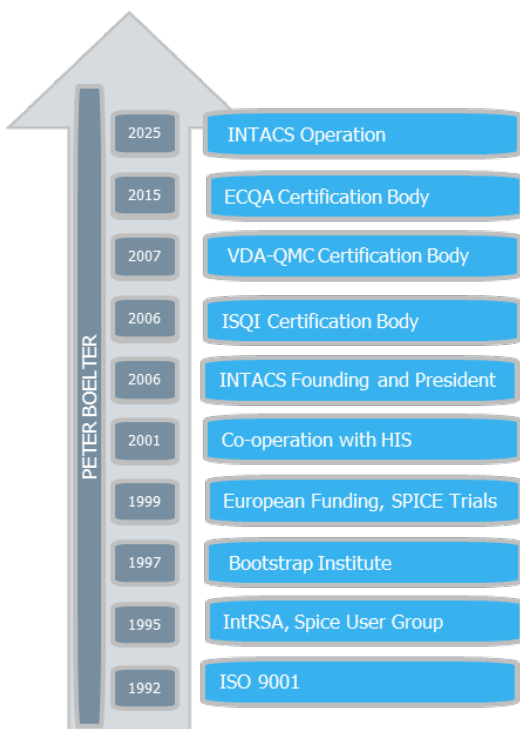 PETER BOELTER
2025 INTACS Operation
2015 ECQA Certification Body
2007 VDA-QMC Certification Body
2006 ISQI Certification Body
2006 INTACS Founding and President
2001 Co-operation with HIS
1999 European Funding, SPICE Trials
1997 Bootstrap Institute
1995 IntRSA, Spice User Group
1992 ISO 9001